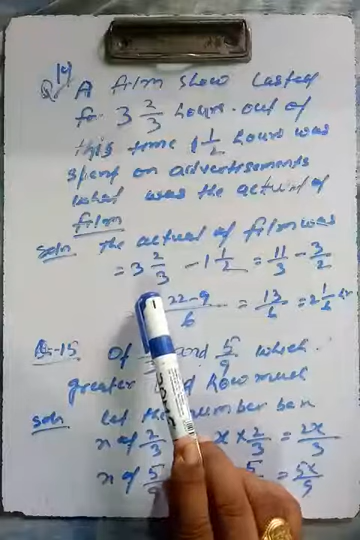 Q. 14 A film show lasted
for 3 2/3 hours. out of
this time 1 1/2 hours was
spent on advertisements
what was the actual of
film
Soln the actual of film was
= 3 2/3 - 1 1/2 = 11/3 - 3/2
22-9/6 = 13/6 = 2 1/6 hr
Q.-15 Of and 5/9 which
greater and how much
Soln Let the number be x
x of 2/3 x × 2/3 = 2x/3
x of 5/9 5 = 5x/9